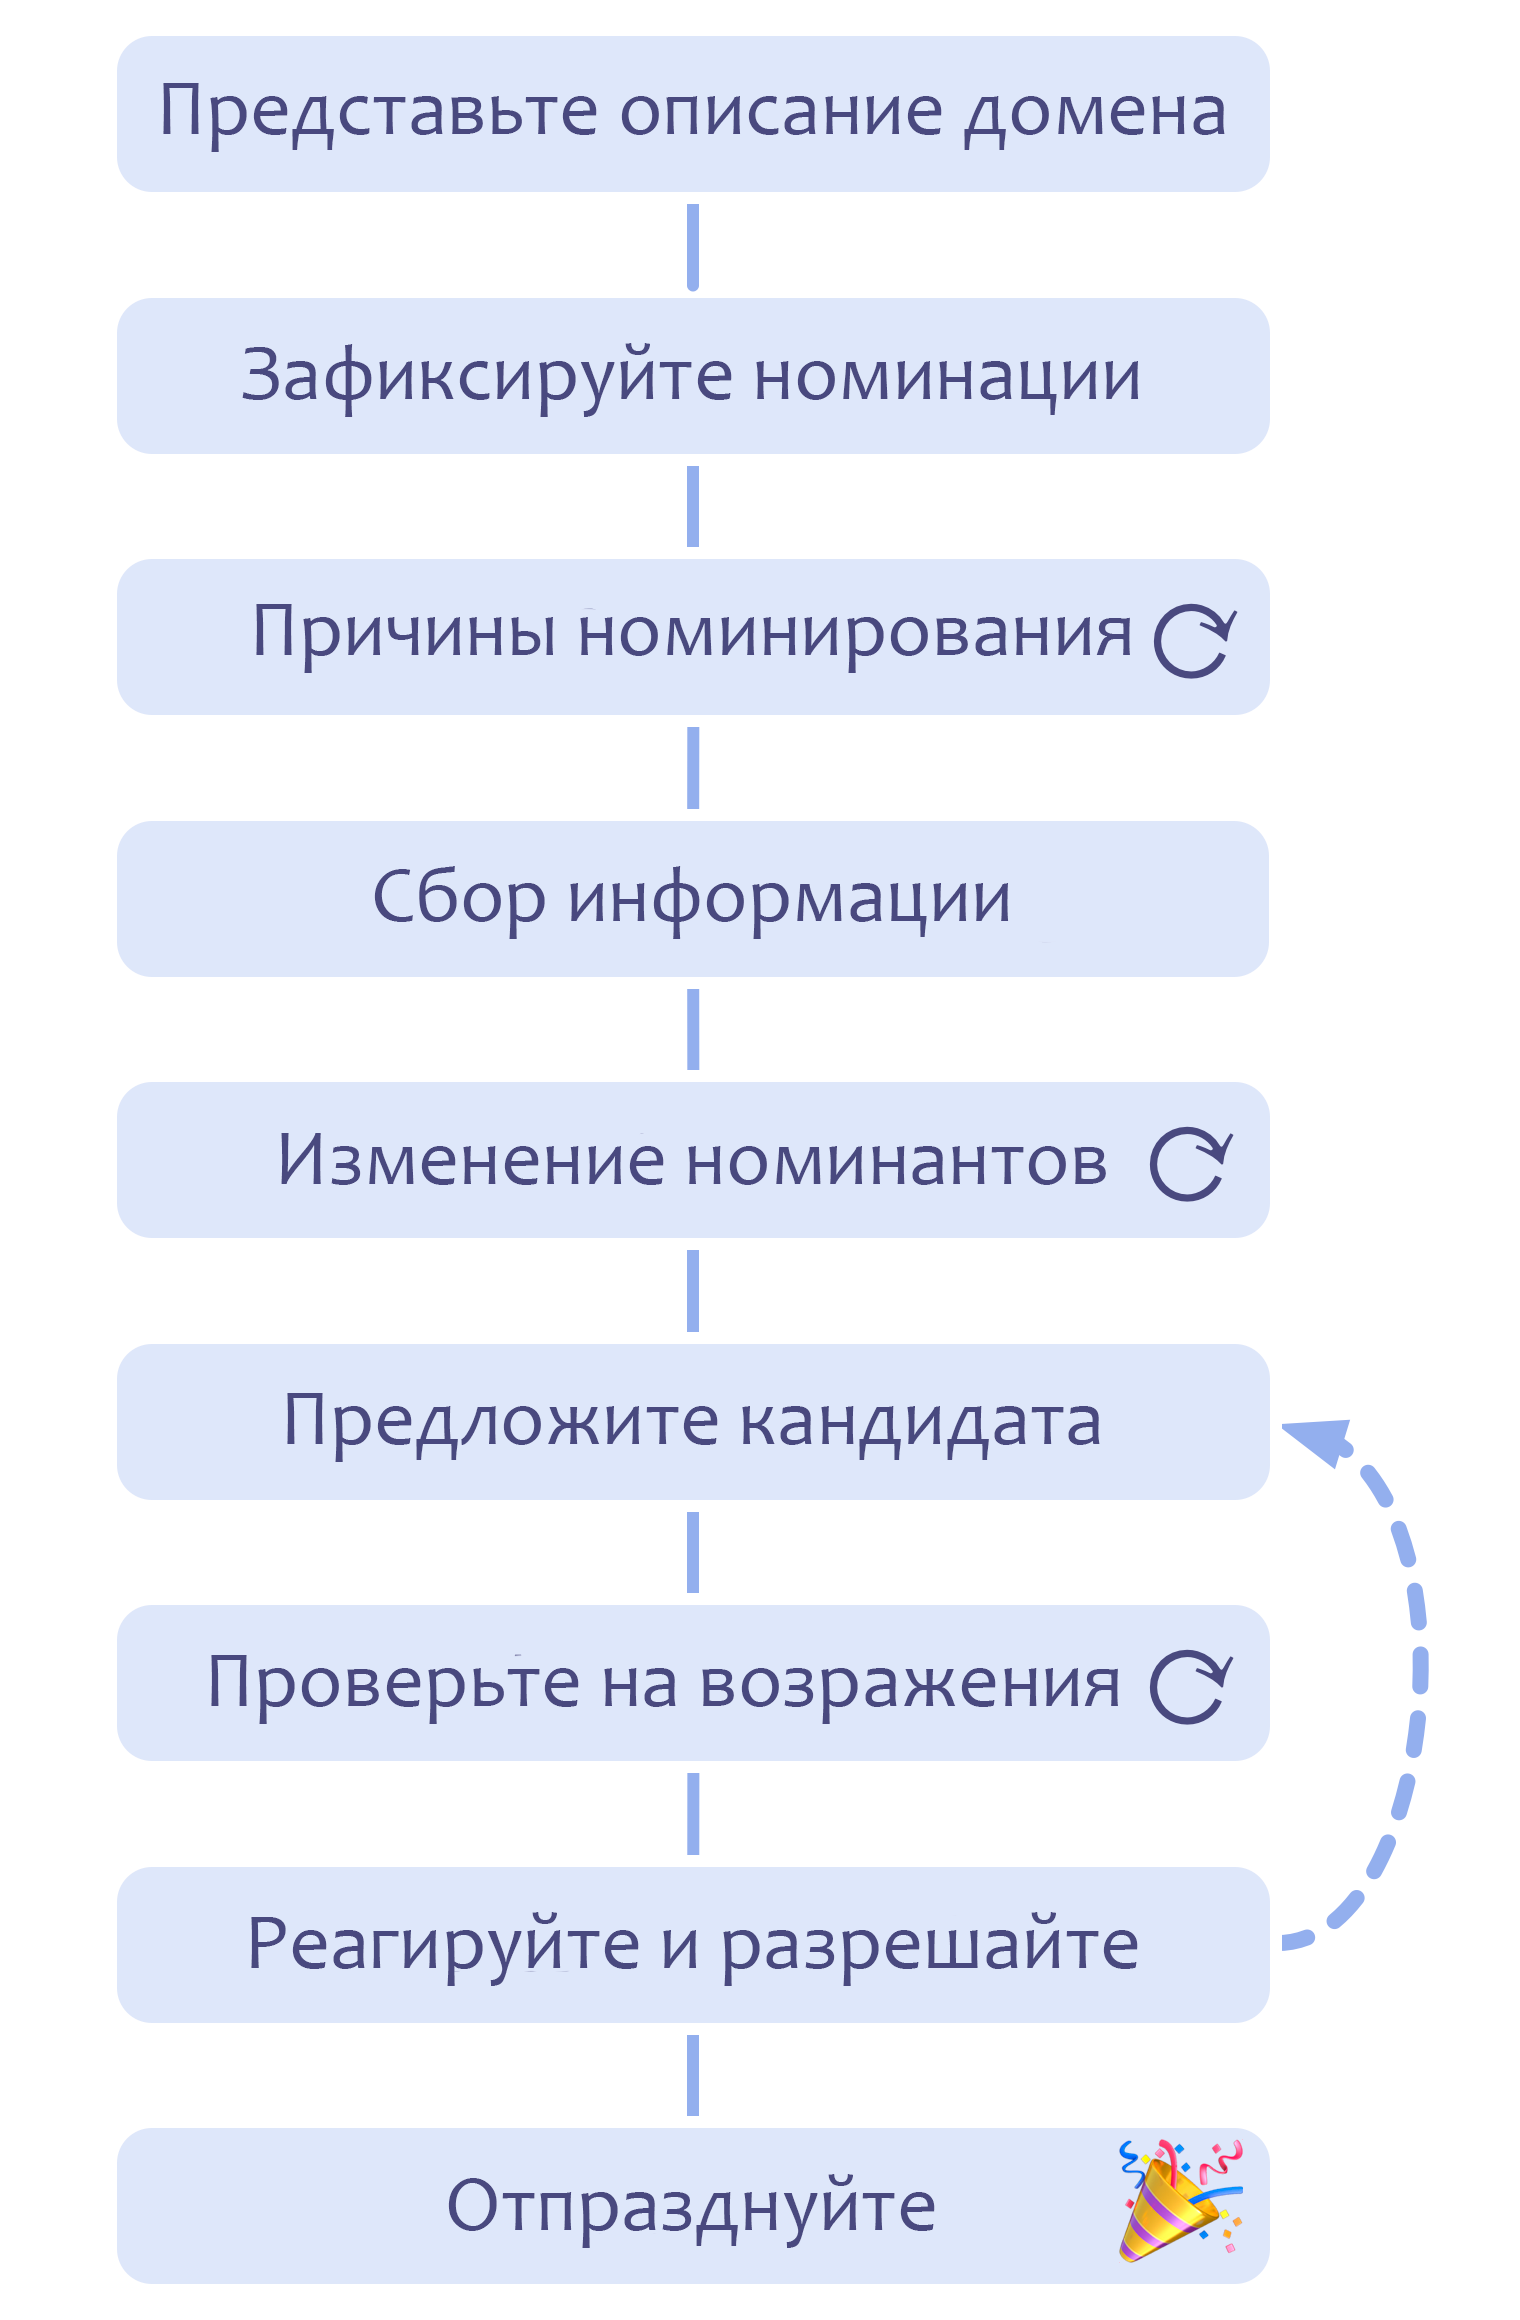 Представьте описание домена
Зафиксируйте номинации
Причины номинирования
Сбор информации
Изменение номинантов
Предложите кандидата
Проверьте на возражения
Реагируйте и разрешайте
Отпразднуйте